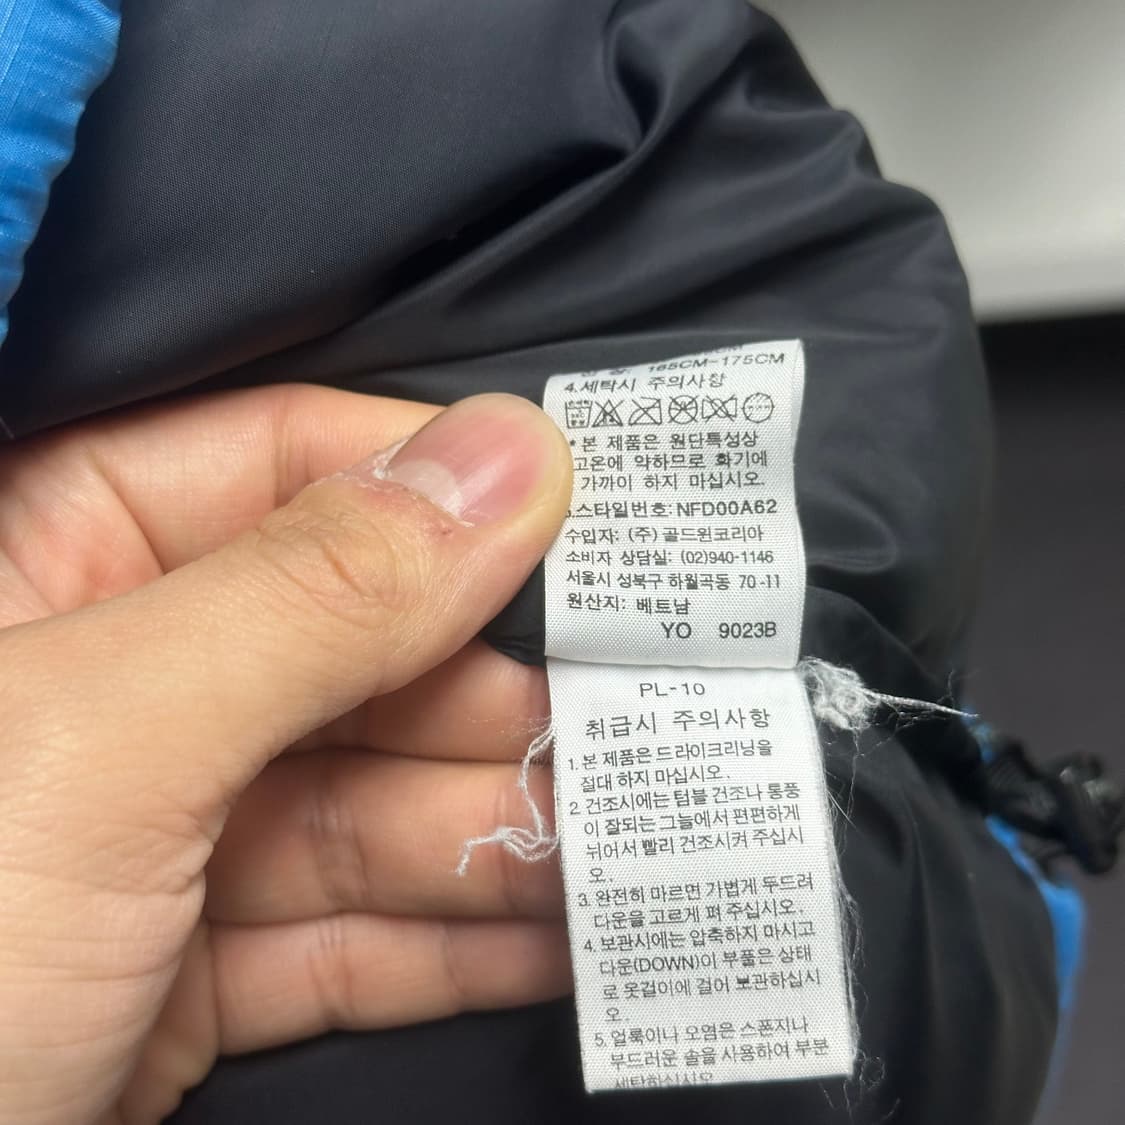 165CM-175CM
4.세탁시 주의사항
* 본 제품은 원단특성상
고온에 약하므로 화기에
가까이 하지 마십시오.
.스타일번호: NFD00A62
수입자: (주) 골드윈코리아
소비자 상담실: (02)940-1146
서울시 성북구 하월곡동 70-11
원산지: 베트남
YO 9023B
PL-10
취급시 주의사항
1.본 제품은 드라이크리닝을
절대 하지 마십시오.
2.건조시에는 텀블 건조나 통풍
이 잘되는 그늘에서 편편하게
뉘어서 빨리 건조시켜 주십시
오.
3.완전히 마르면 가볍게 두드려
다운을 고르게 펴 주십시오.
4.보관시에는 압축하지 마시고
다운(DOWN)이 부풀은 상태
로 옷걸이에 걸어 보관하십시
오.
5.얼룩이나 오염은 스폰지나
부드러운 솔을 사용하여 부분
세탁하십시오